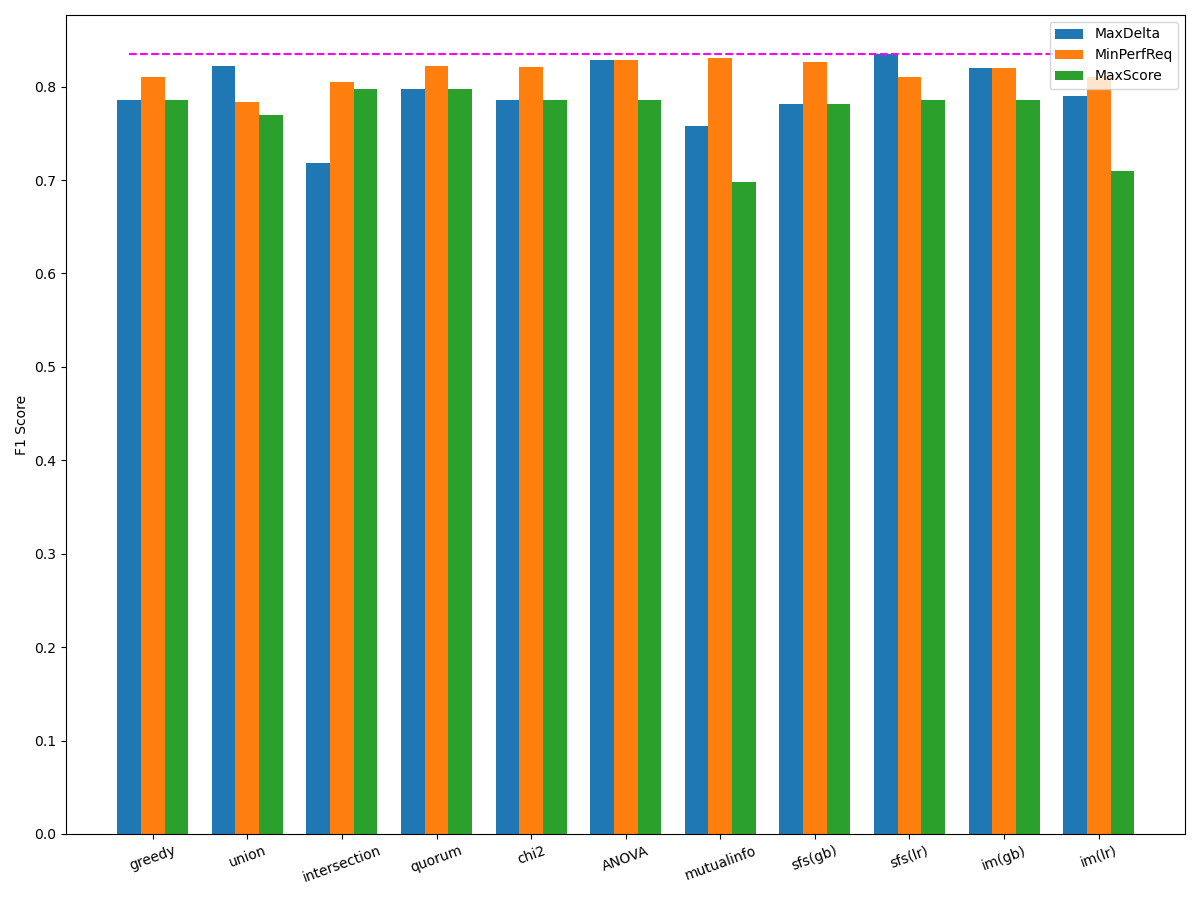 MaxDelta
MinPerfReq
MaxScore
F1 Score
0.8
0.7
0.6
0.5
0.4
0.3
0.2
0.1
0.0
greedy
union
intersection
quorum
chi2
ANOVA
mutualinfo
sfs(gb)
sfs(lr)
im(gb)
im(lr)